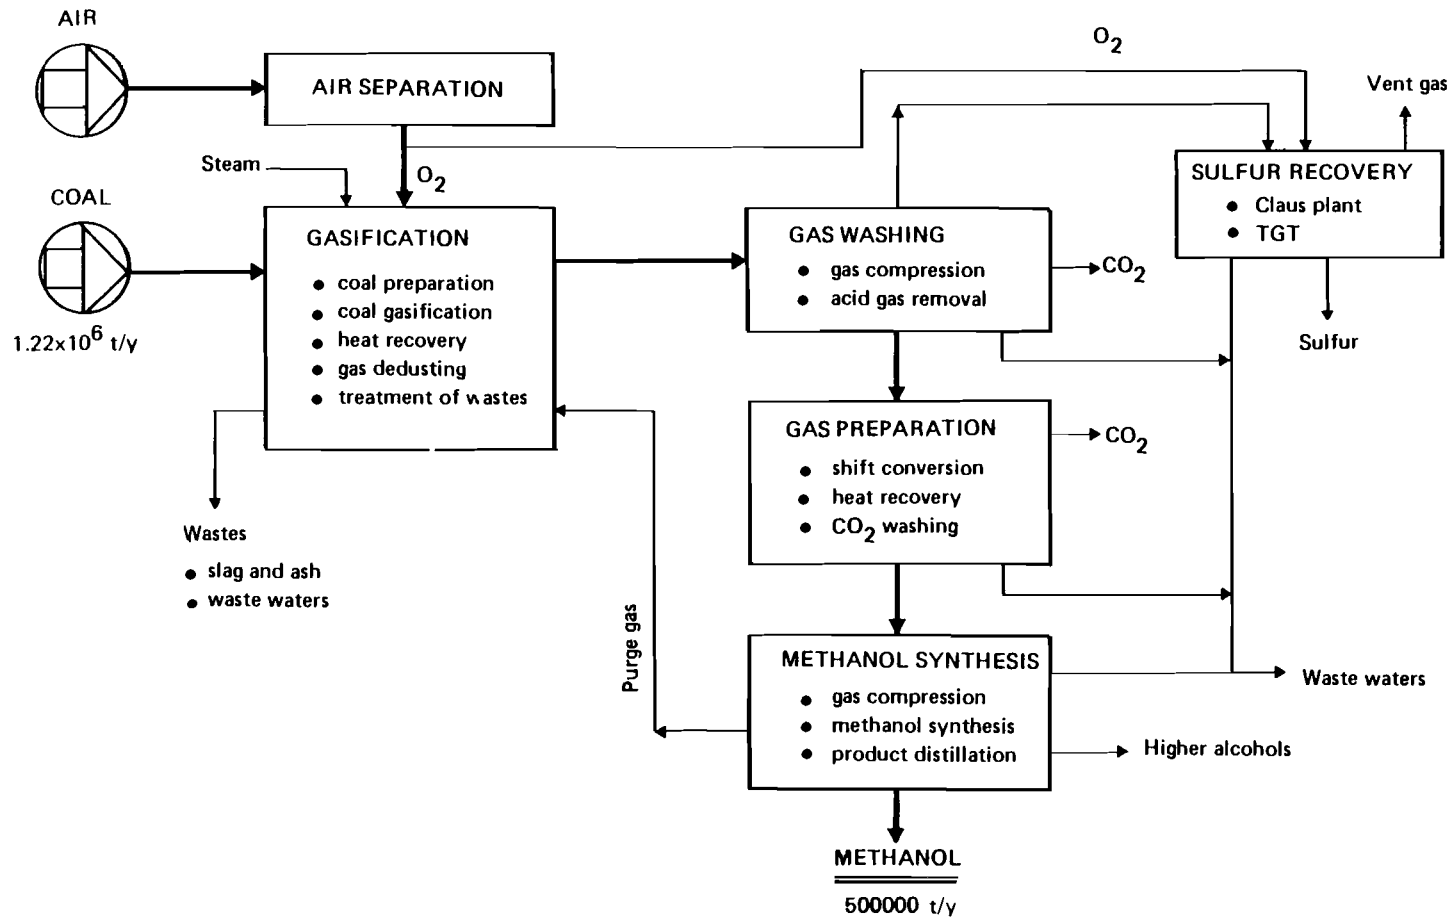 AIR
AIR SEPARATION
O2
Vent gas
Steam
O2
COAL
1.22x10^6 t/y
GASIFICATION
● coal preparation
● coal gasification
● heat recovery
● gas dedusting
● treatment of wastes
GAS WASHING
● gas compression
● acid gas removal
CO2
SULFUR RECOVERY
● Claus plant
● TGT
Sulfur
GAS PREPARATION
● shift conversion
● heat recovery
● CO2 washing
CO2
Wastes
● slag and ash
● waste waters
Purge gas
METHANOL SYNTHESIS
● gas compression
● methanol synthesis
● product distillation
Waste waters
Higher alcohols
METHANOL
500000 t/y